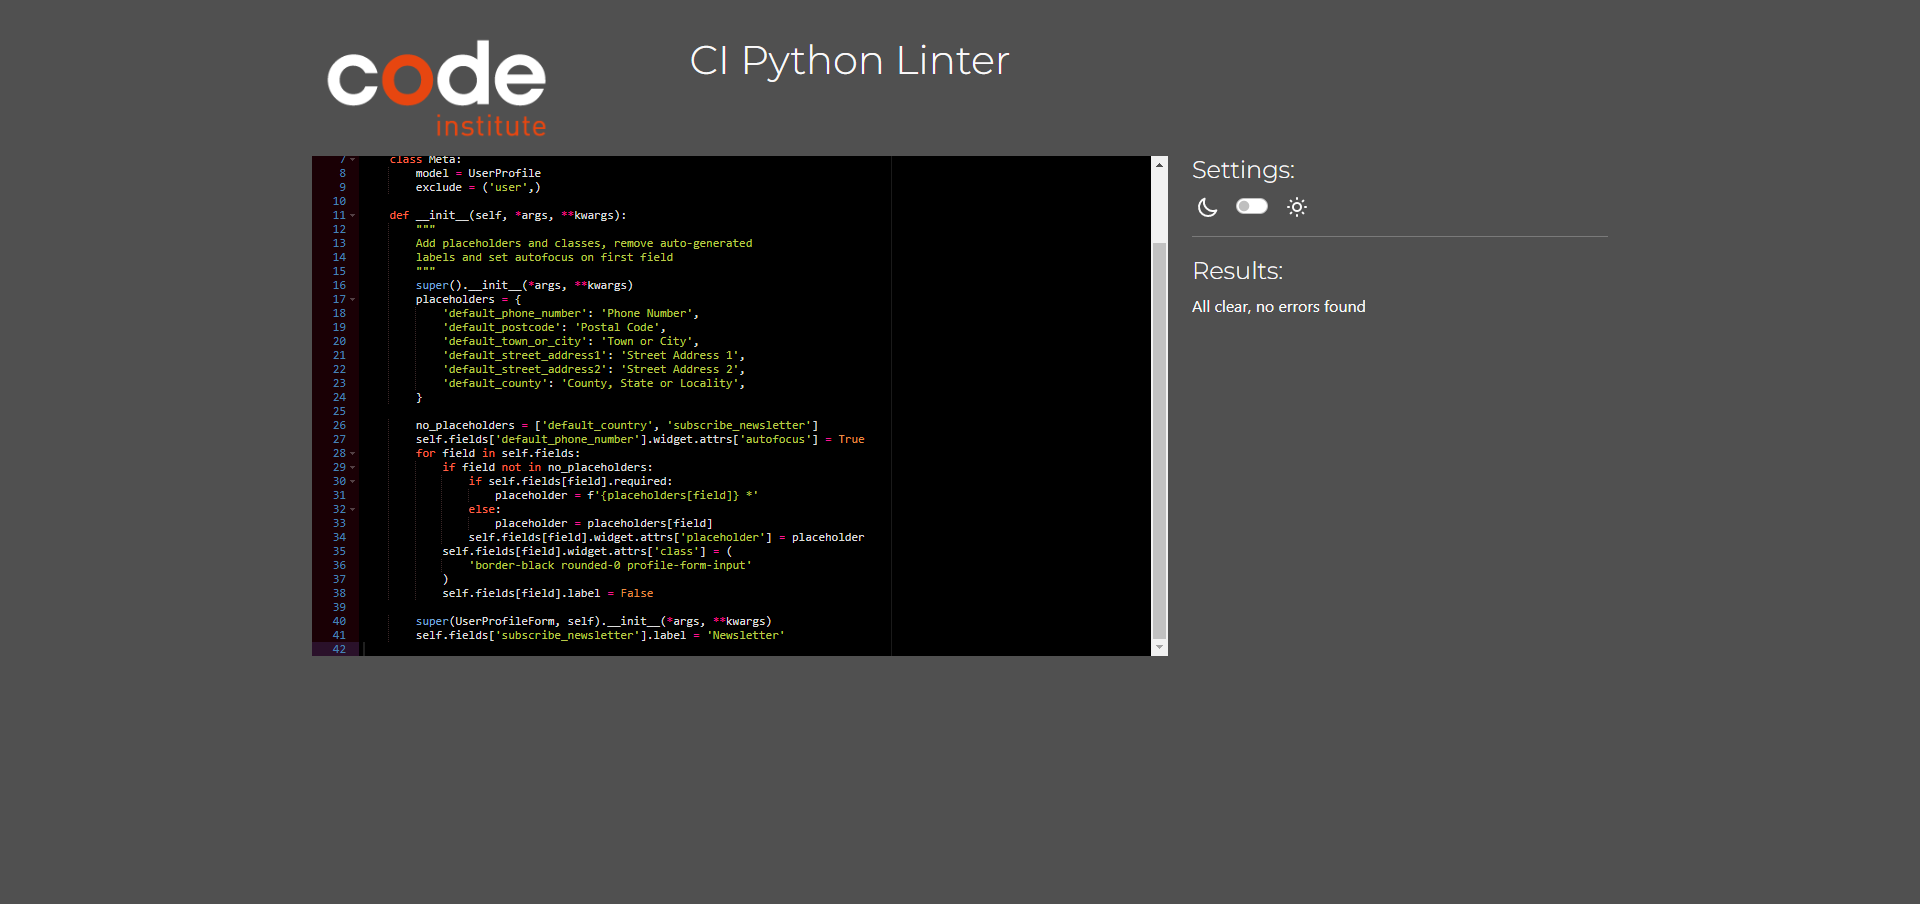 code
institute
CI Python Linter
7 class Meta:
8 model = UserProfile
9 exclude = ('user',)
10
11 def __init__(self, *args, **kwargs):
12 """
13 Add placeholders and classes, remove auto-generated
14 labels and set autofocus on first field
15 """
16 super().__init__(*args, **kwargs)
17 placeholders = {
18 'default_phone_number': 'Phone Number',
19 'default_postcode': 'Postal Code',
20 'default_town_or_city': 'Town or City',
21 'default_street_address1': 'Street Address 1',
22 'default_street_address2': 'Street Address 2',
23 'default_county': 'County, State or Locality',
24 }
25
26 no_placeholders = ['default_country', 'subscribe_newsletter']
27 self.fields['default_phone_number'].widget.attrs['autofocus'] = True
28 for field in self.fields:
29 if field not in no_placeholders:
30 if self.fields[field].required:
31 placeholder = f'{placeholders[field]} *'
32 else:
33 placeholder = placeholders[field]
34 self.fields[field].widget.attrs['placeholder'] = placeholder
35 self.fields[field].widget.attrs['class'] = (
36 'border-black rounded-0 profile-form-input'
37 )
38 self.fields[field].label = False
39
40 super(UserProfileForm, self).__init__(*args, **kwargs)
41 self.fields['subscribe_newsletter'].label = 'Newsletter'
42
Settings:
Results:
All clear, no errors found